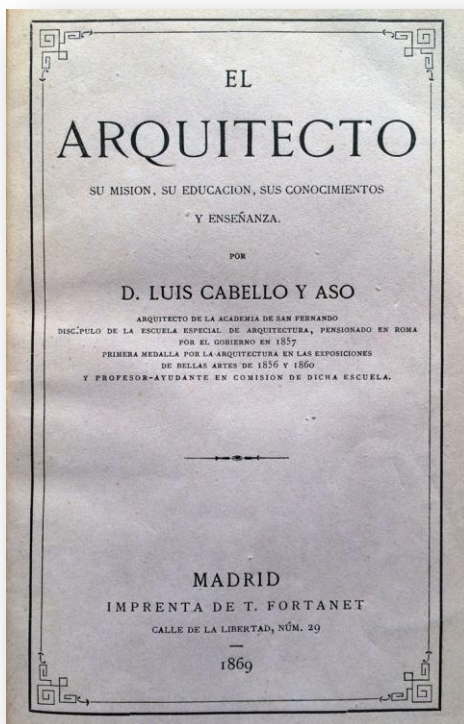 EL
ARQUITECTO
SU MISION, SU EDUCACION, SUS CONOCIMIENTOS
Y ENSEÑANZA.
POR
D. LUIS CABELLO Y ASO
ARQUITECTO DE LA ACADEMIA DE SAN FERNANDO
DISCÍPULO DE LA ESCUELA ESPECIAL DE ARQUITECTURA, PENSIONADO EN ROMA
POR EL GOBIERNO EN 1857
PRIMERA MEDALLA POR LA ARQUITECTURA EN LAS EXPOSICIONES
DE BELLAS ARTES DE 1856 Y 1860
Y PROFESOR-AYUDANTE EN COMISION DE DICHA ESCUELA.
MADRID
IMPRENTA DE T. FORTANET
CALLE DE LA LIBERTAD, NÚM. 29
1869